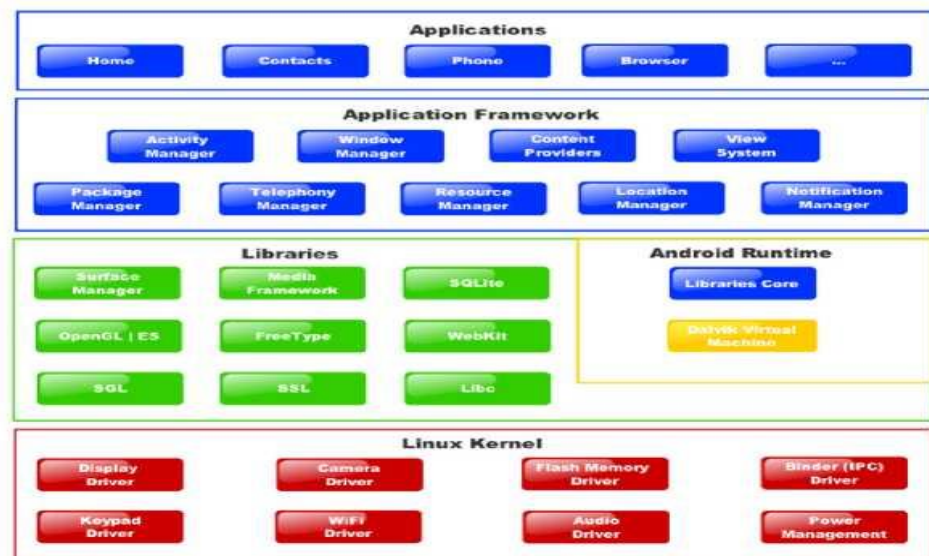 Applications
Home
Contacts
Phone
Browser
...
Application Framework
Activity
Manager
Window
Manager
Content
Providers
View
System
Package
Manager
Telephony
Manager
Resource
Manager
Location
Manager
Notification
Manager
Libraries
Surface
Manager
Media
Framework
SQLite
OpenGL | ES
FreeType
WebKit
SGL
SSL
Libc
Android Runtime
Libraries Core
Dalvik Virtual
Machine
Linux Kernel
Display
Driver
Camera
Driver
Flash Memory
Driver
Binder (IPC)
Driver
Keypad
Driver
WiFi
Driver
Audio
Driver
Power
Management